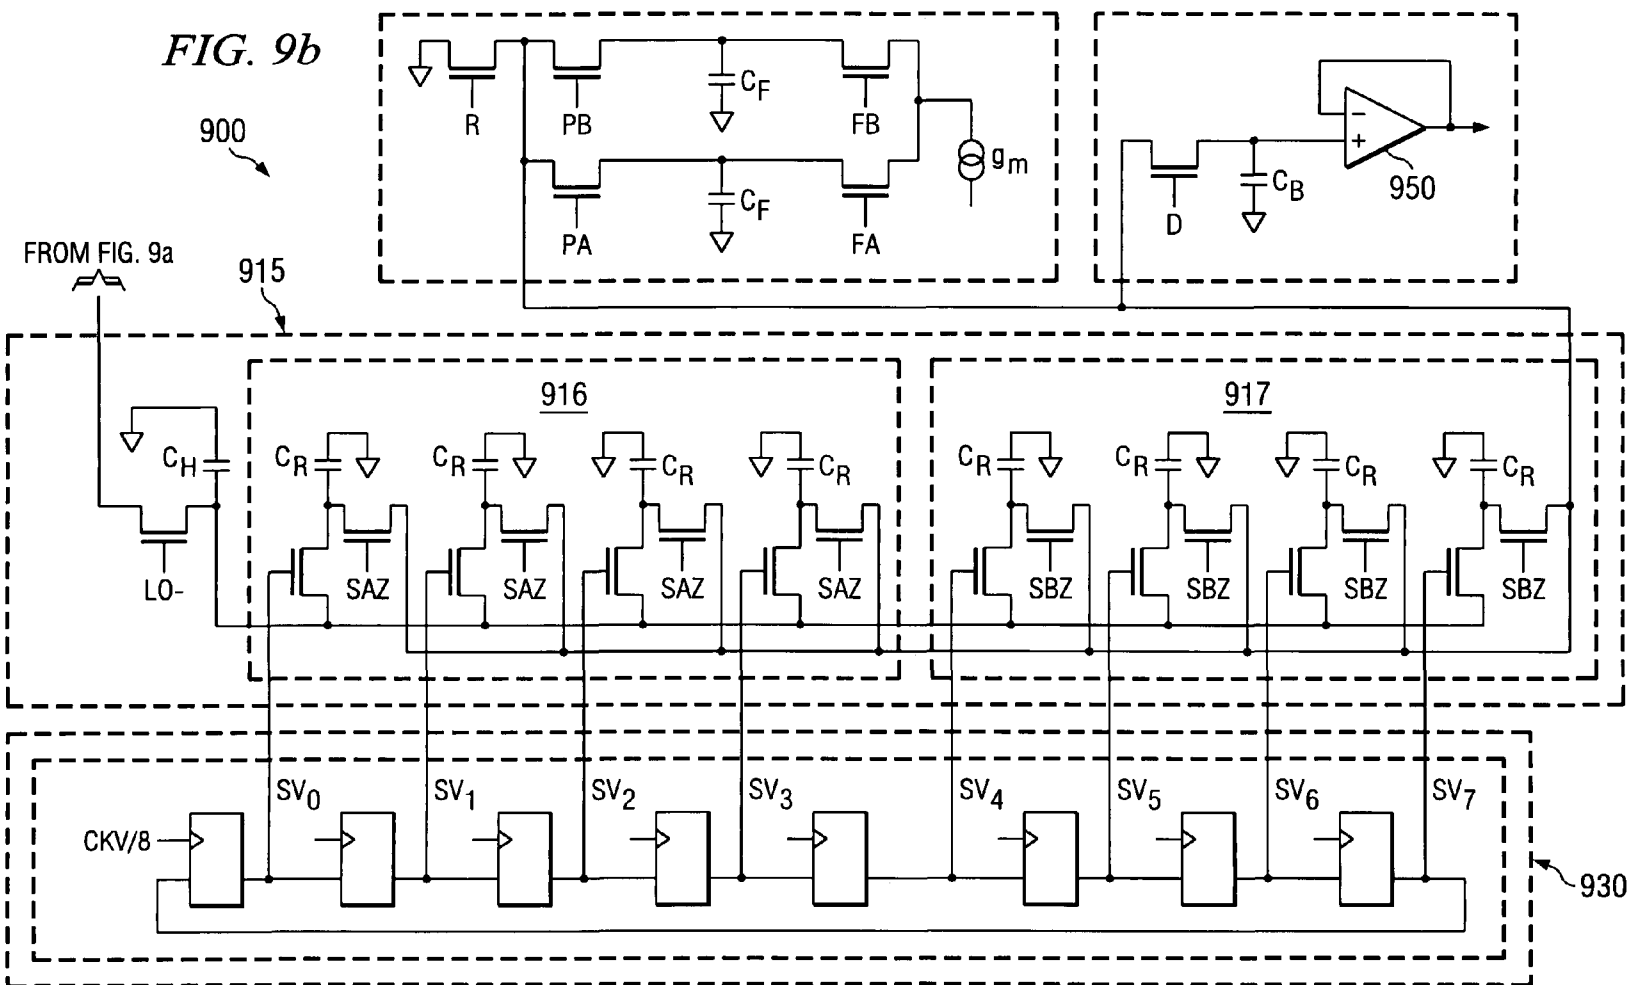 FIG. 9b
900
R
PB
C_F
FB
g_m
PA
C_F
FA
D
C_B
−
+
950
FROM FIG. 9a
915
916
917
C_H
C_R
C_R
C_R
C_R
C_R
C_R
C_R
C_R
LO-
SAZ
SAZ
SAZ
SAZ
SBZ
SBZ
SBZ
SBZ
SV_0
SV_1
SV_2
SV_3
SV_4
SV_5
SV_6
SV_7
CKV/8
930